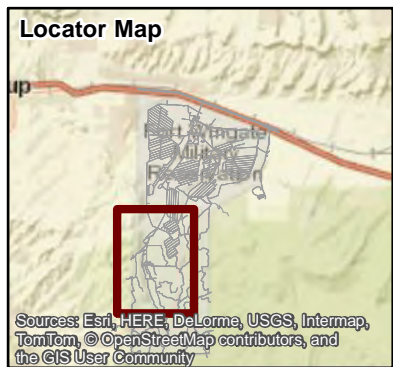 Locator Map
up
Fort Wingate
Military
Reservation
Sources: Esri, HERE, DeLorme, USGS, Intermap,
TomTom, © OpenStreetMap contributors, and
the GIS User Community